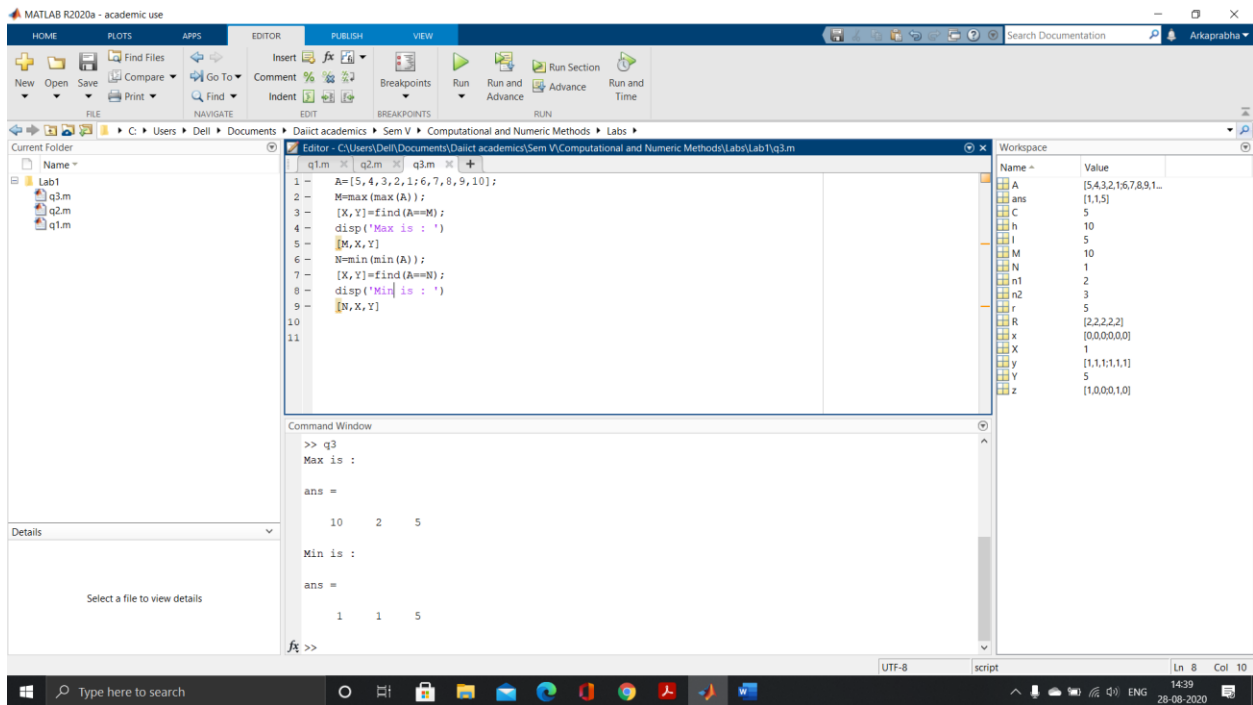 MATLAB R2020a - academic use
HOME PLOTS APPS EDITOR PUBLISH VIEW Search Documentation Arkaprabha
New Open Save Find Files Compare Print Go To Find Insert fx Comment % Indent Breakpoints Run Run and Advance Run Section Advance Run and Time
FILE NAVIGATE EDIT BREAKPOINTS RUN
C: Users Dell Documents Daiict academics Sem V Computational and Numeric Methods Labs
Current Folder
Name
Lab1
q3.m
q2.m
q1.m
Details
Select a file to view details
Editor - C:\Users\Dell\Documents\Daiict academics\Sem V\Computational and Numeric Methods\Labs\Lab1\q3.m
q1.m q2.m q3.m +
1 - A=[5,4,3,2,1;6,7,8,9,10];
2 - M=max(max(A));
3 - [X,Y]=find(A==M);
4 - disp('Max is : ')
5 - [M,X,Y]
6 - N=min(min(A));
7 - [X,Y]=find(A==N);
8 - disp('Min is : ')
9 - [N,X,Y]
10
11
Command Window
>> q3
Max is :
ans =
10 2 5
Min is :
ans =
1 1 5
fx >>
Workspace
Name Value
A [5,4,3,2,1;6,7,8,9,1...
ans [1,1,5]
C 5
h 10
l 5
M 10
N 1
n1 2
n2 3
r 5
R [2,2,2,2,2]
x [0,0,0;0,0,0]
X 1
y [1,1,1;1,1,1]
Y 5
z [1,0,0;0,1,0]
UTF-8 script Ln 8 Col 10
Type here to search ENG 14:39
28-08-2020